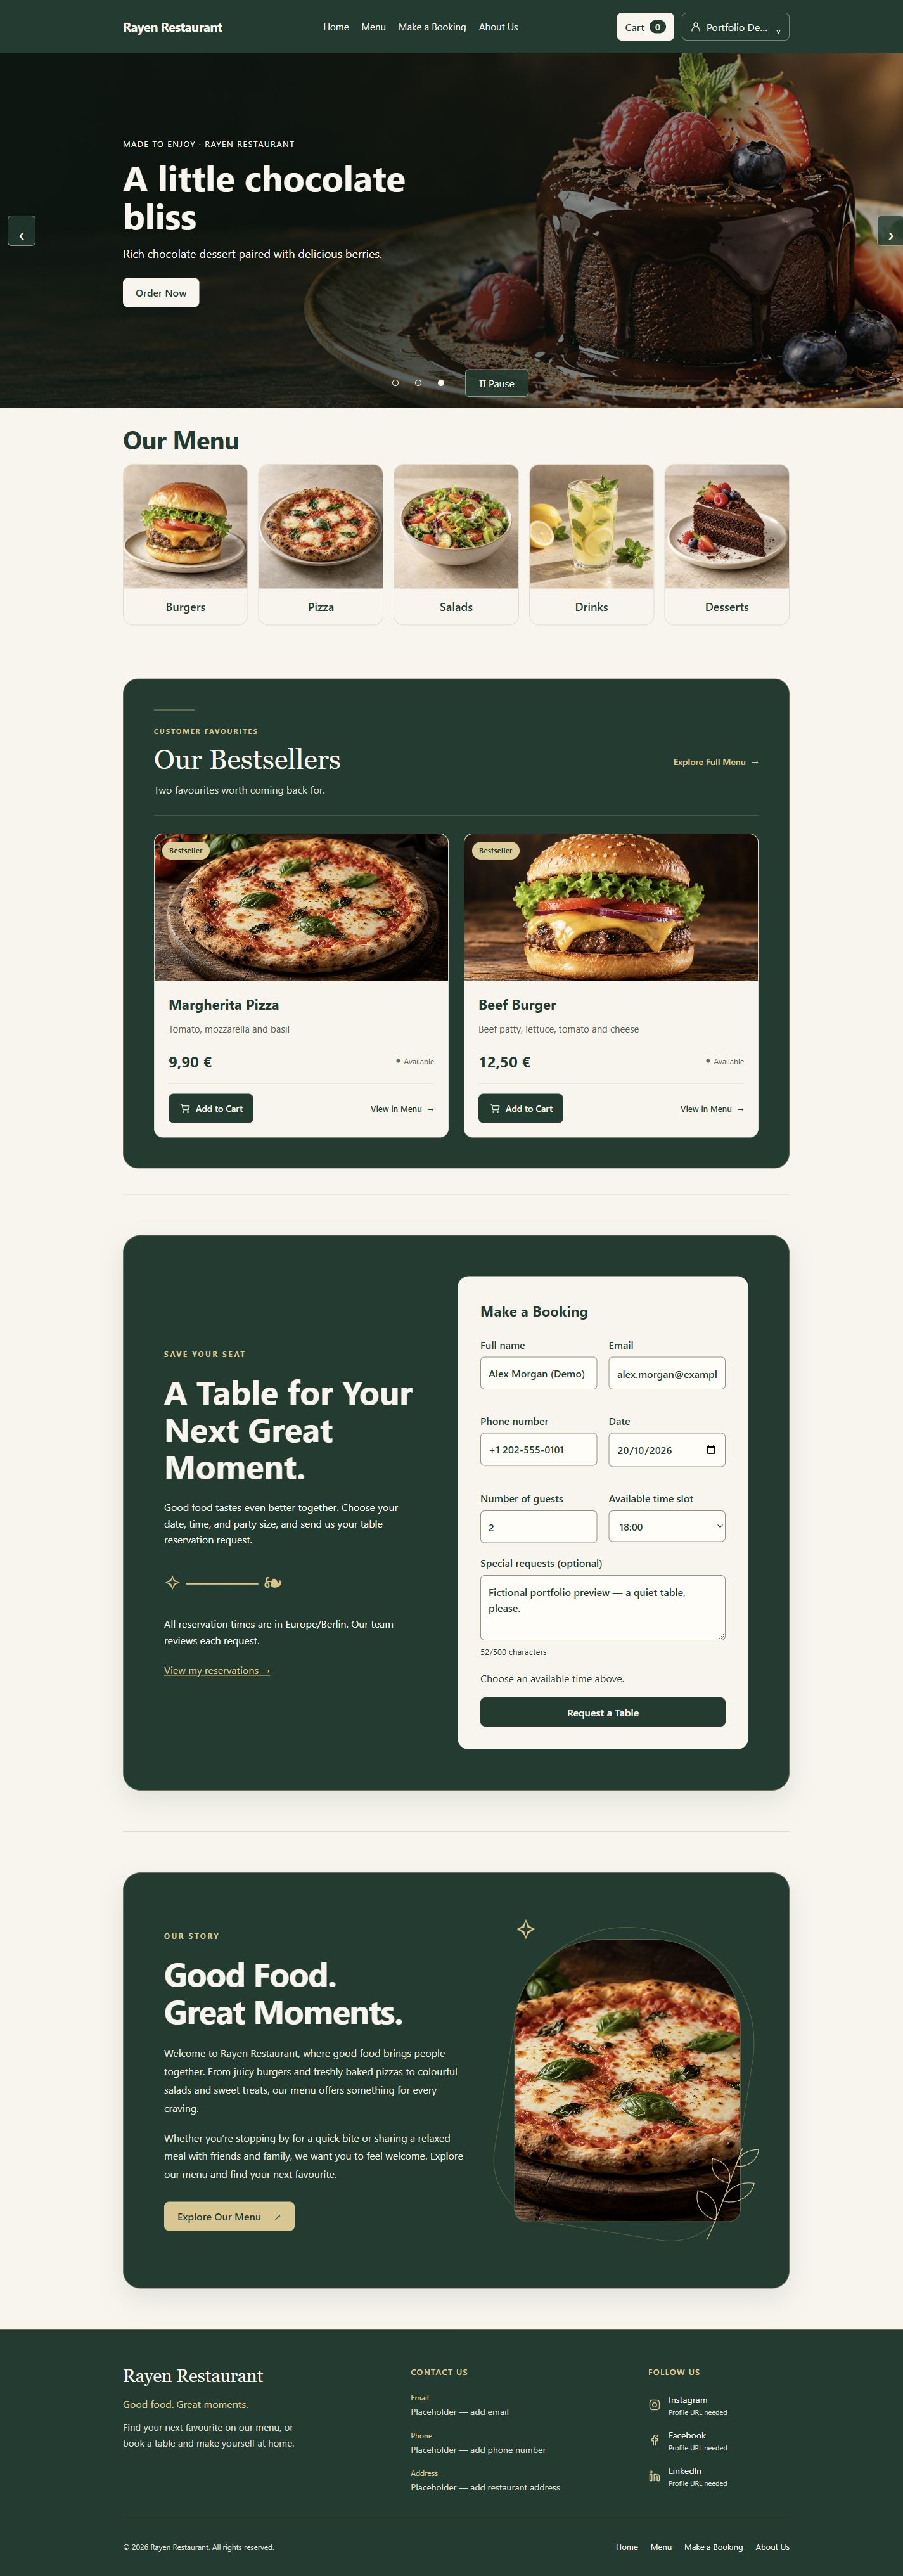 Rayen Restaurant
Home Menu Make a Booking About Us
Cart 0
Portfolio De...
MADE TO ENJOY · RAYEN RESTAURANT
A little chocolate
bliss
Rich chocolate dessert paired with delicious berries.
Order Now
Pause
Our Menu
Burgers
Pizza
Salads
Drinks
Desserts
CUSTOMER FAVOURITES
Our Bestsellers
Explore Full Menu →
Two favourites worth coming back for.
Bestseller
Margherita Pizza
Tomato, mozzarella and basil
9,90 €
Available
Add to Cart
View in Menu →
Bestseller
Beef Burger
Beef patty, lettuce, tomato and cheese
12,50 €
Available
Add to Cart
View in Menu →
SAVE YOUR SEAT
A Table for Your
Next Great
Moment.
Good food tastes even better together. Choose your
date, time, and party size, and send us your table
reservation request.
All reservation times are in Europe/Berlin. Our team
reviews each request.
View my reservations →
Make a Booking
Full name
Alex Morgan (Demo)
Email
alex.morgan@exampl
Phone number
+1 202-555-0101
Date
20/10/2026
Number of guests
2
Available time slot
18:00
Special requests (optional)
Fictional portfolio preview — a quiet table,
please.
52/500 characters
Choose an available time above.
Request a Table
OUR STORY
Good Food.
Great Moments.
Welcome to Rayen Restaurant, where good food brings people
together. From juicy burgers and freshly baked pizzas to colourful
salads and sweet treats, our menu offers something for every
craving.
Whether you're stopping by for a quick bite or sharing a relaxed
meal with friends and family, we want you to feel welcome. Explore
our menu and find your next favourite.
Explore Our Menu ↗
Rayen Restaurant
Good food. Great moments.
Find your next favourite on our menu, or
book a table and make yourself at home.
CONTACT US
Email
Placeholder — add email
Phone
Placeholder — add phone number
Address
Placeholder — add restaurant address
FOLLOW US
Instagram
Profile URL needed
Facebook
Profile URL needed
LinkedIn
Profile URL needed
© 2026 Rayen Restaurant. All rights reserved.
Home Menu Make a Booking About Us